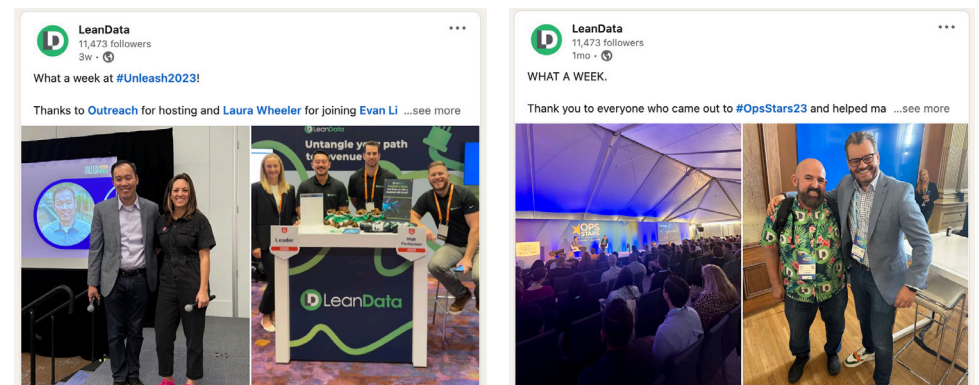 LeanData
11,473 followers
3w •
What a week at #Unleash2023!
Thanks to Outreach for hosting and Laura Wheeler for joining Evan Li ...see more
LeanData
Untangle your path
to revenue!
Leader
High
Performer
LeanData
LeanData
11,473 followers
1mo •
WHAT A WEEK.
Thank you to everyone who came out to #OpsStars23 and helped ma ...see more
OPS
STARS